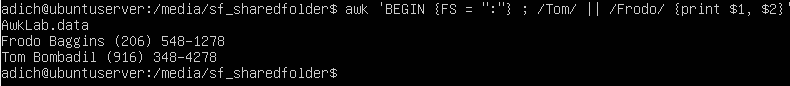 adich@ubuntuserver:/media/sf_sharedfolder$ awk 'BEGIN {FS = ":"} ; /Tom/ || /Frodo/ {print $1, $2}'
AwkLab.data
Frodo Baggins (206) 548-1278
Tom Bombadil (916) 348-4278
adich@ubuntuserver:/media/sf_sharedfolder$